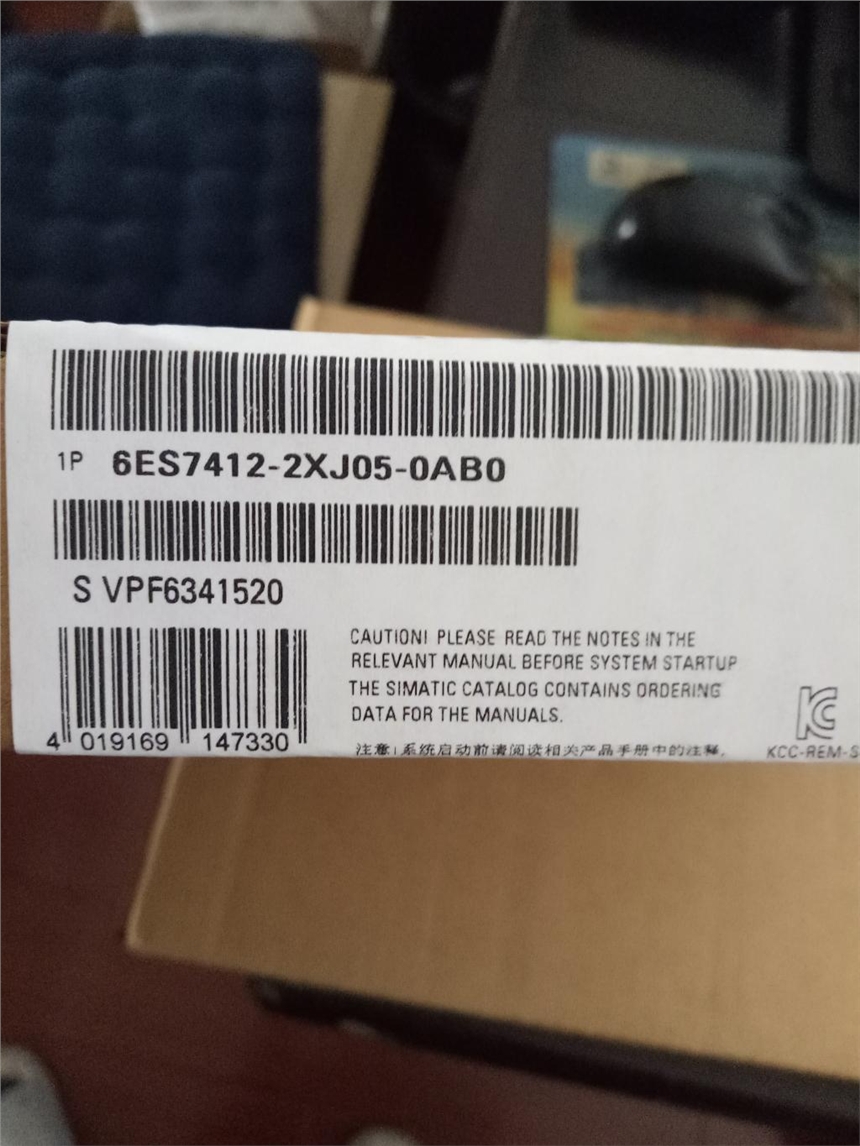 1P 6ES7412-2XJ05-0AB0
S VPF6341520
4 019169 147330
CAUTION! PLEASE READ THE NOTES IN THE
RELEVANT MANUAL BEFORE SYSTEM STARTUP
THE SIMATIC CATALOG CONTAINS ORDERING
DATA FOR THE MANUALS.
注意!系统启动前请阅读相关产品手册中的注释.
KCC-REM-S